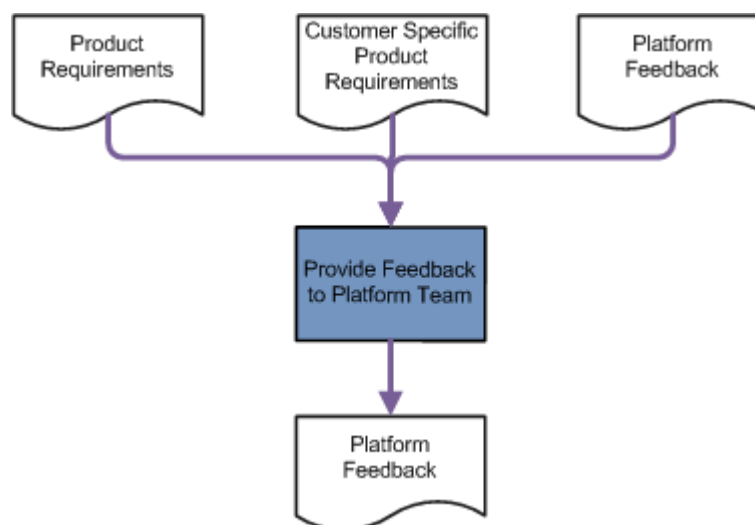 Product
Requirements
Customer Specific
Product
Requirements
Platform
Feedback
Provide Feedback
to Platform Team
Platform
Feedback